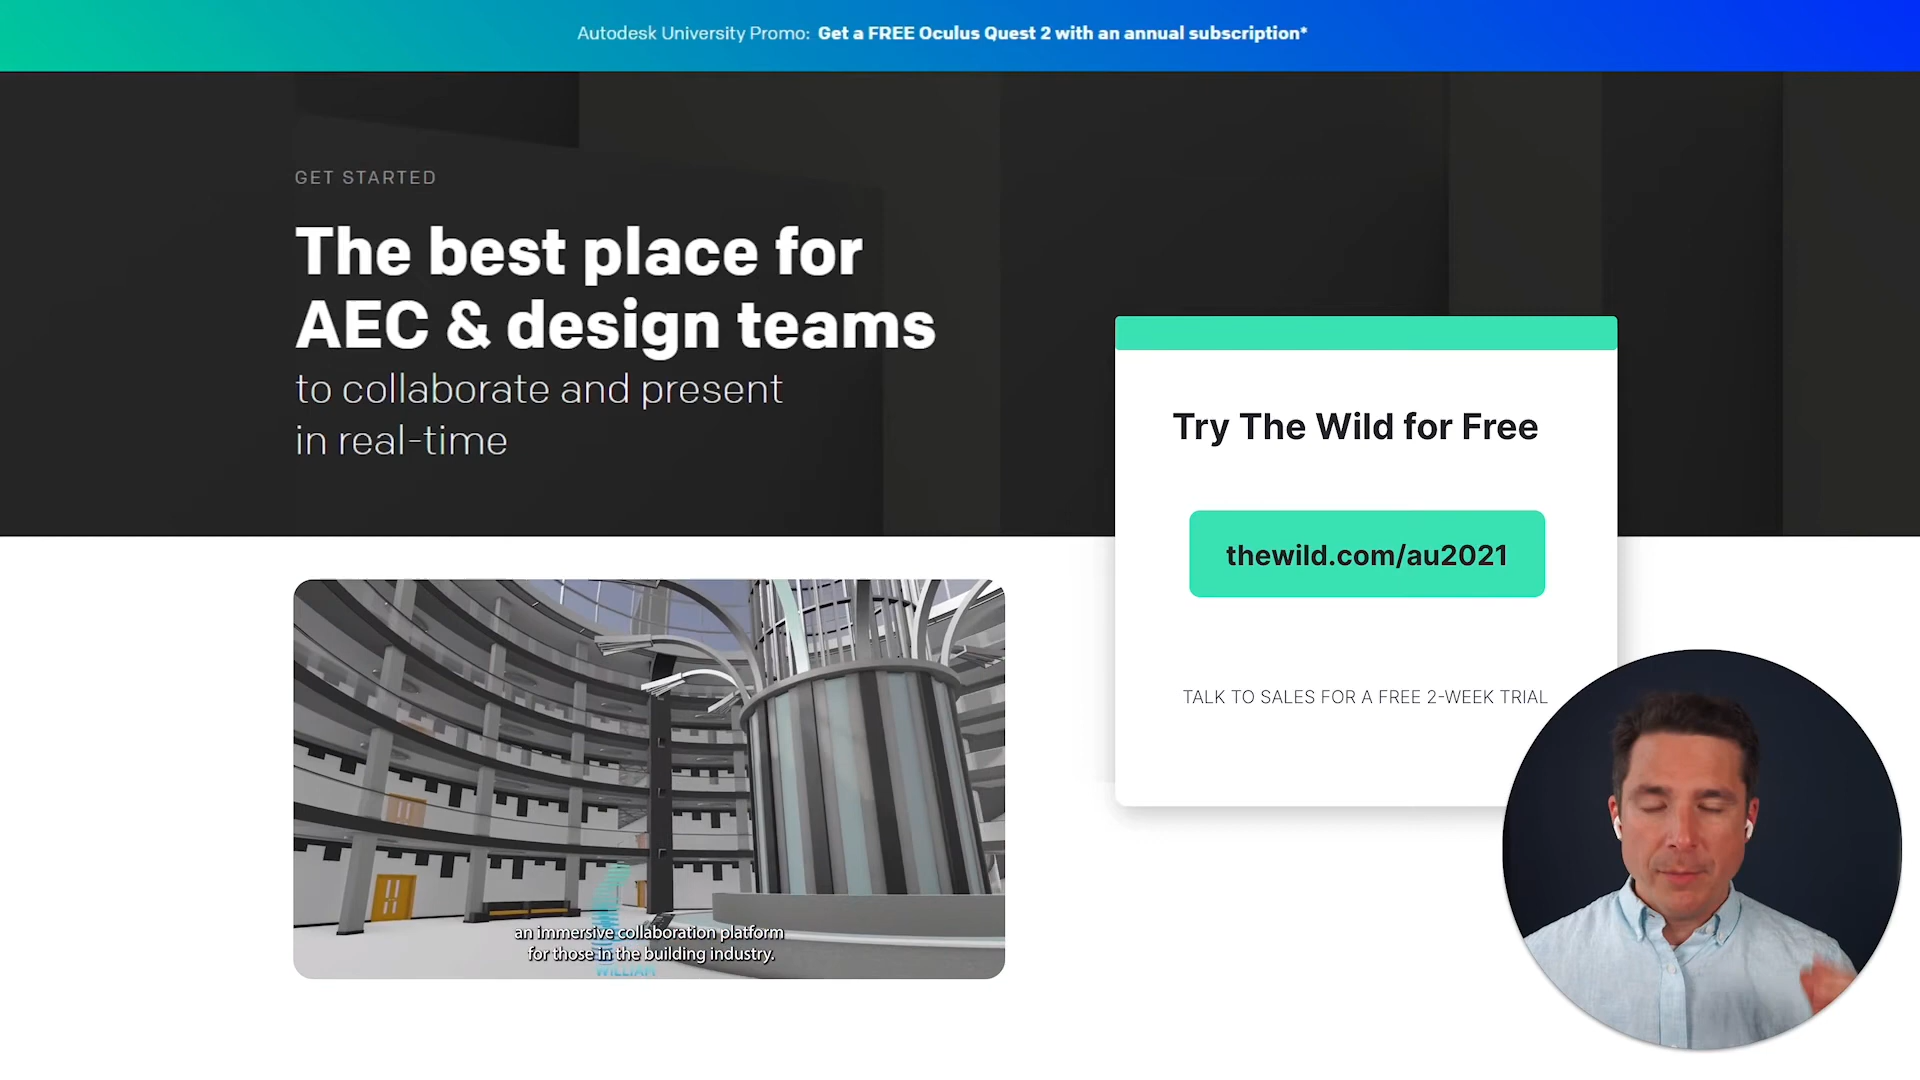 Autodesk University Promo: Get a FREE Oculus Quest 2 with an annual subscription*
GET STARTED
The best place for
AEC & design teams
to collaborate and present
in real-time
Try The Wild for Free
thewild.com/au2021
TALK TO SALES FOR A FREE 2-WEEK TRIAL
an immersive collaboration platform
for those in the building industry.
WILLIAM